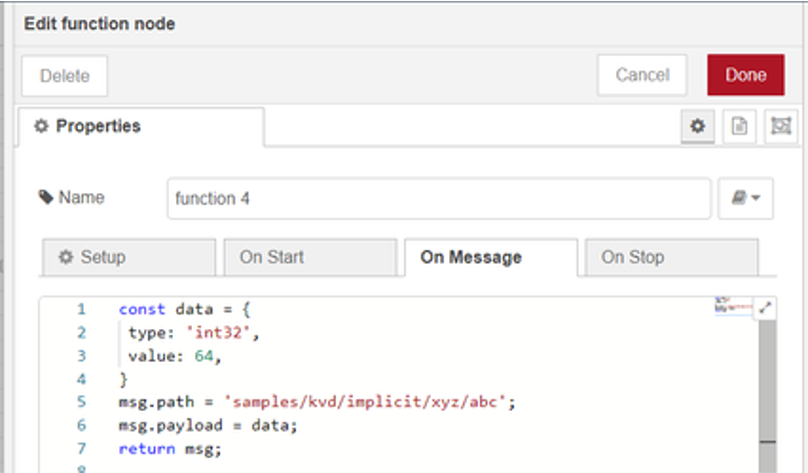 Edit function node
Delete
Cancel
Done
Properties
Name
function 4
Setup
On Start
On Message
On Stop
1 const data = {
2 type: 'int32',
3 value: 64,
4 }
5 msg.path = 'samples/kvd/implicit/xyz/abc';
6 msg.payload = data;
7 return msg;
8